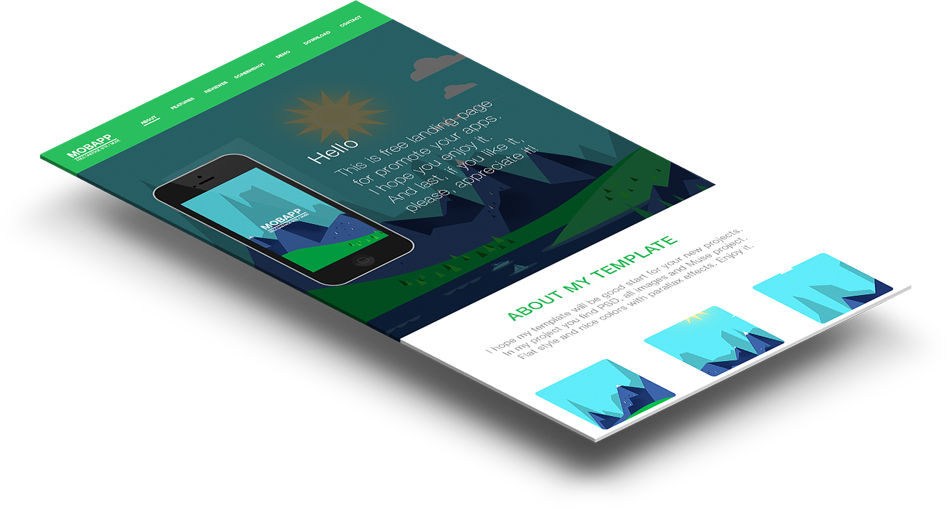 MOBAPP
ABOUT
FEATURES
REVIEWES
SCREENSHOT
DEMO
DOWNLOAD
CONTACT
Hello
This is free landing page
for promote your apps.
I hope you enjoy it.
And last, if you like it,
please, appreciate it!
MOBAPP
ABOUT MY TEMPLATE
I hope my template will be good start for your new projects.
In my project you find PSD, all images and Muse project.
Flat style and nice colors with parallax effects. Enjoy it.